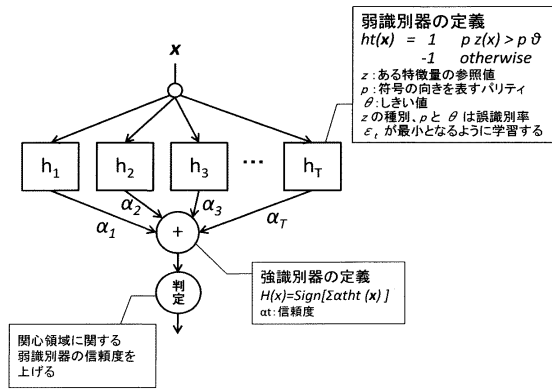 弱識別器の定義
ht(x) = 1 p z(x) > p ϑ
-1 otherwise
z：ある特徴量の参照値
p：符号の向きを表すパリティ
θ：しきい値
zの種別、pと θ は誤識別率
εt が最小となるように学習する
x
h1 h2 h3 ・・・ hT
α1 α2 α3 αT
+
強識別器の定義
H(x)=Sign[Σαtht (x) ]
αt：信頼度
判定
関心領域に関する
弱識別器の信頼度を
上げる